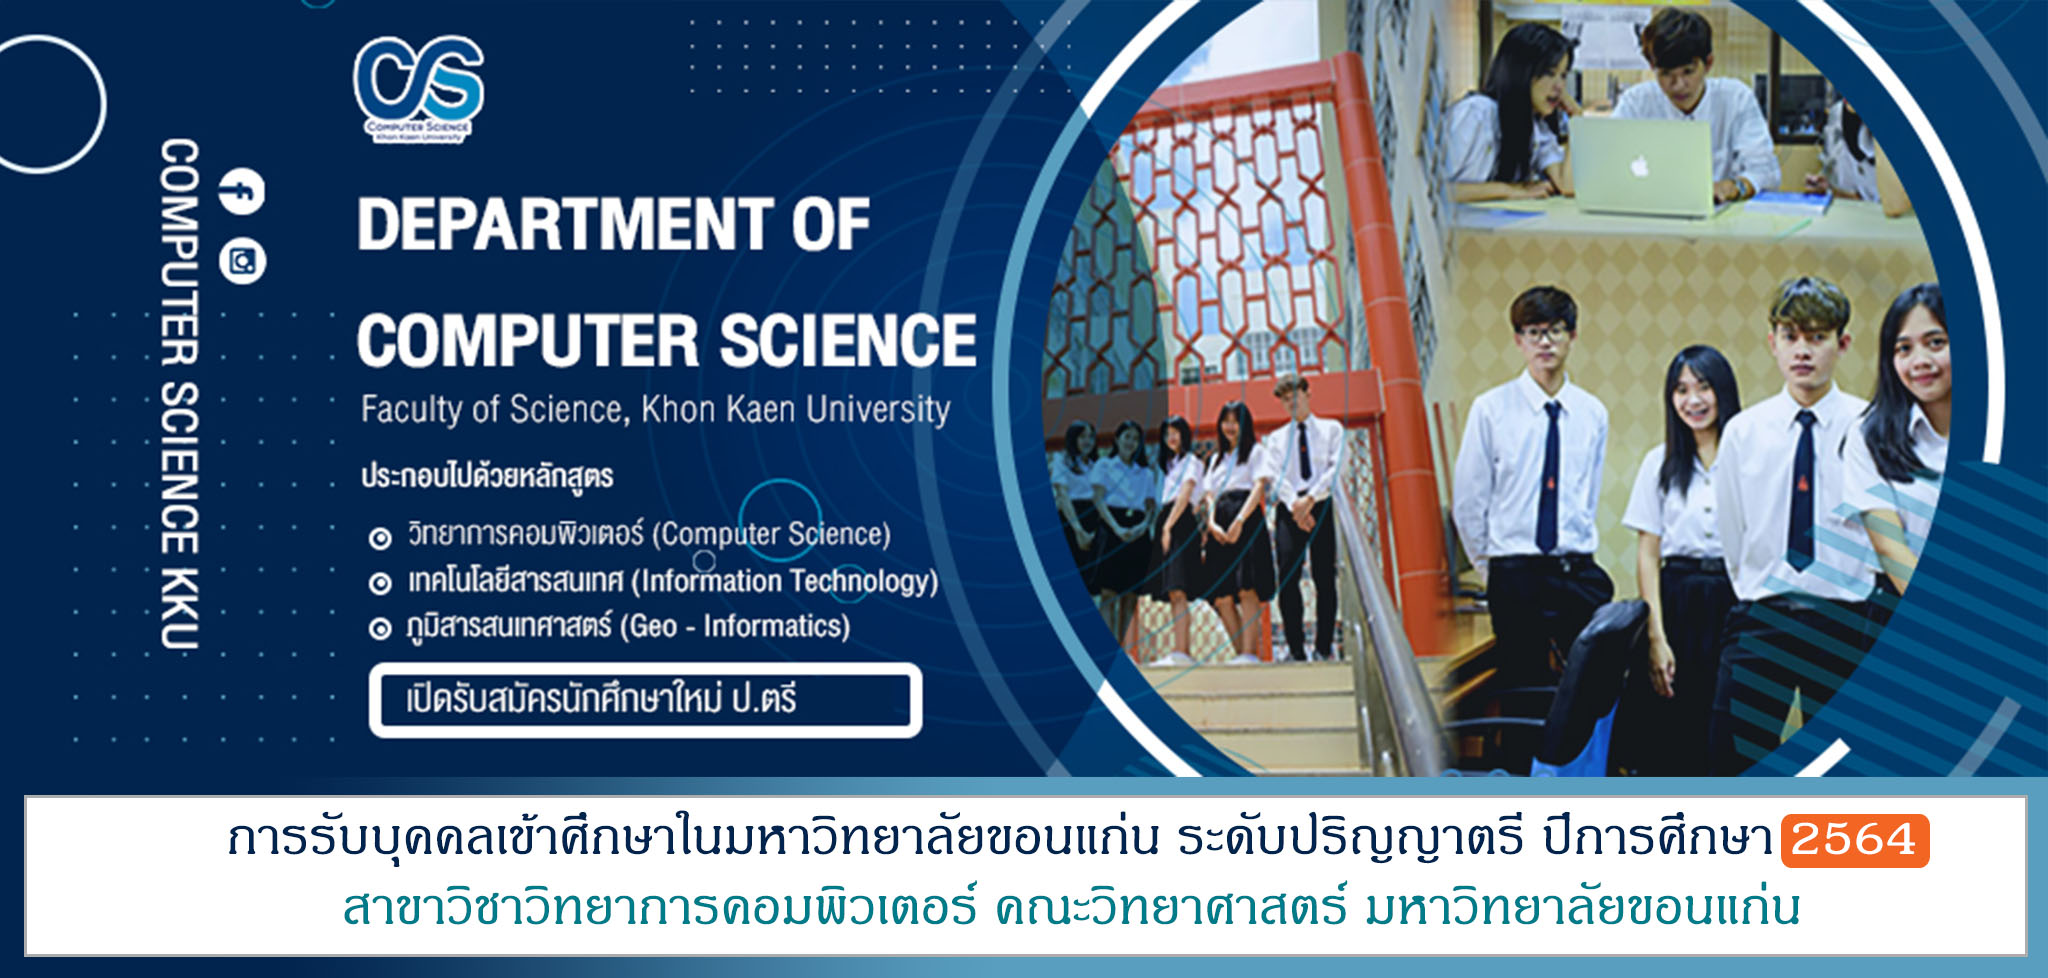 CS
COMPUTER SCIENCE
Khon Kaen University
COMPUTER SCIENCE KKU
DEPARTMENT OF
COMPUTER SCIENCE
Faculty of Science, Khon Kaen University
ประกอบไปด้วยหลักสูตร
วิทยาการคอมพิวเตอร์ (Computer Science)
เทคโนโลยีสารสนเทศ (Information Technology)
ภูมิสารสนเทศาสตร์ (Geo - Informatics)
เปิดรับสมัครนักศึกษาใหม่ ป.ตรี
การรับบุคคลเข้าศึกษาในมหาวิทยาลัยขอนแก่น ระดับปริญญาตรี ปีการศึกษา 2564
สาขาวิชาวิทยาการคอมพิวเตอร์ คณะวิทยาศาสตร์ มหาวิทยาลัยขอนแก่น